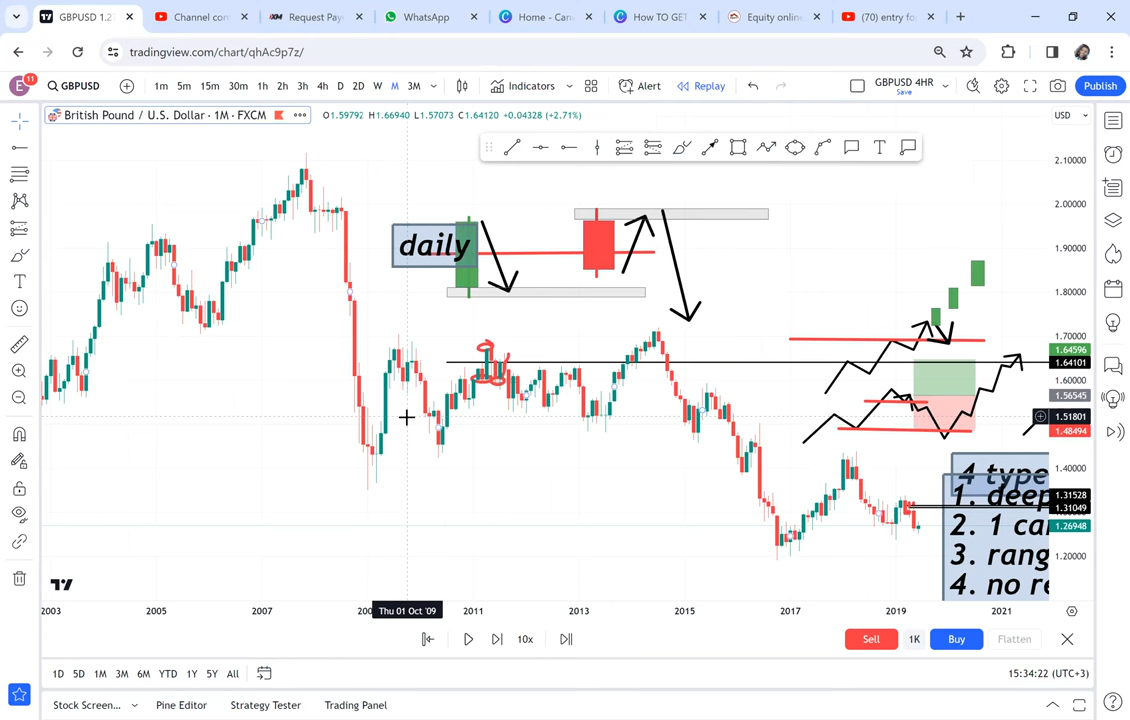 GBPUSD 1.27
Channel con
Request Pay
WhatsApp
Home - Can
How TO GET
Equity online
(70) entry fo
tradingview.com/chart/qhAc9p7z/
E
11
GBPUSD
1m 5m 15m 30m 1h 2h 3h 4h D 2D W M 3M
Indicators
Alert
Replay
GBPUSD 4HR
Save
Publish
British Pound / U.S. Dollar · 1M · FXCM
O1.59792 H1.66940 L1.57073 C1.64120 +0.04328 (+2.71%)
USD
2.10000
2.00000
1.90000
1.80000
1.70000
1.64596
1.64101
1.60000
1.56545
1.51801
1.48494
1.40000
1.31528
1.31049
1.26948
1.20000
daily
4 type
1. deep
2. 1 ca
3. rang
4. no re
2003 2005 2007 200 Thu 01 Oct '09 2011 2013 2015 2017 2019 2021
10x
Sell
1K
Buy
Flatten
1D 5D 1M 3M 6M YTD 1Y 5Y All
15:34:22 (UTC+3)
Stock Screen...
Pine Editor
Strategy Tester
Trading Panel